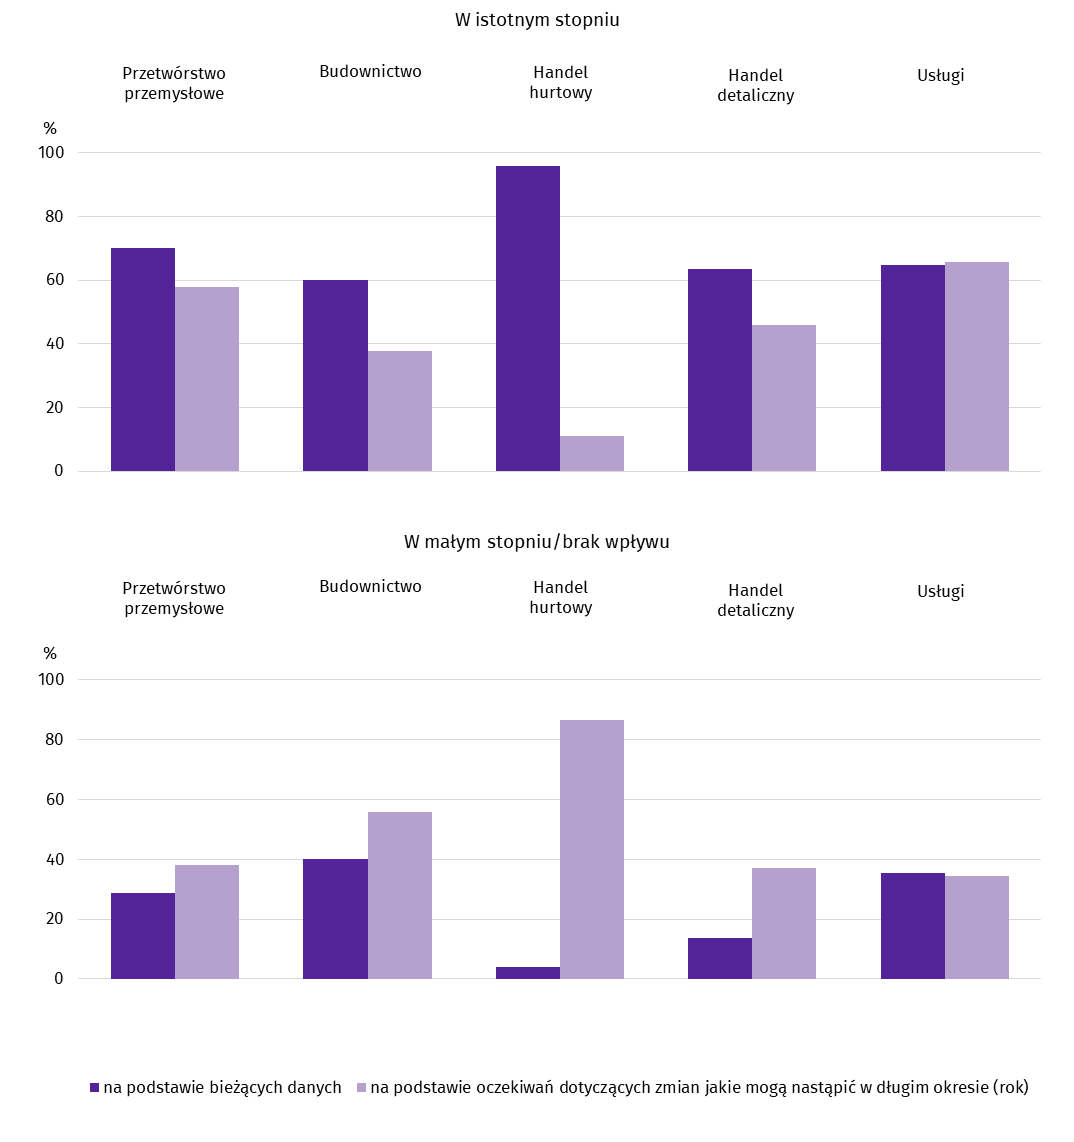 W istotnym stopniu
Przetwórstwo
przemysłowe
Budownictwo
Handel
hurtowy
Handel
detaliczny
Usługi
%
100
80
60
40
20
0
W małym stopniu/brak wpływu
Przetwórstwo
przemysłowe
Budownictwo
Handel
hurtowy
Handel
detaliczny
Usługi
%
100
80
60
40
20
0
na podstawie bieżących danych
na podstawie oczekiwań dotyczących zmian jakie mogą nastąpić w długim okresie (rok)